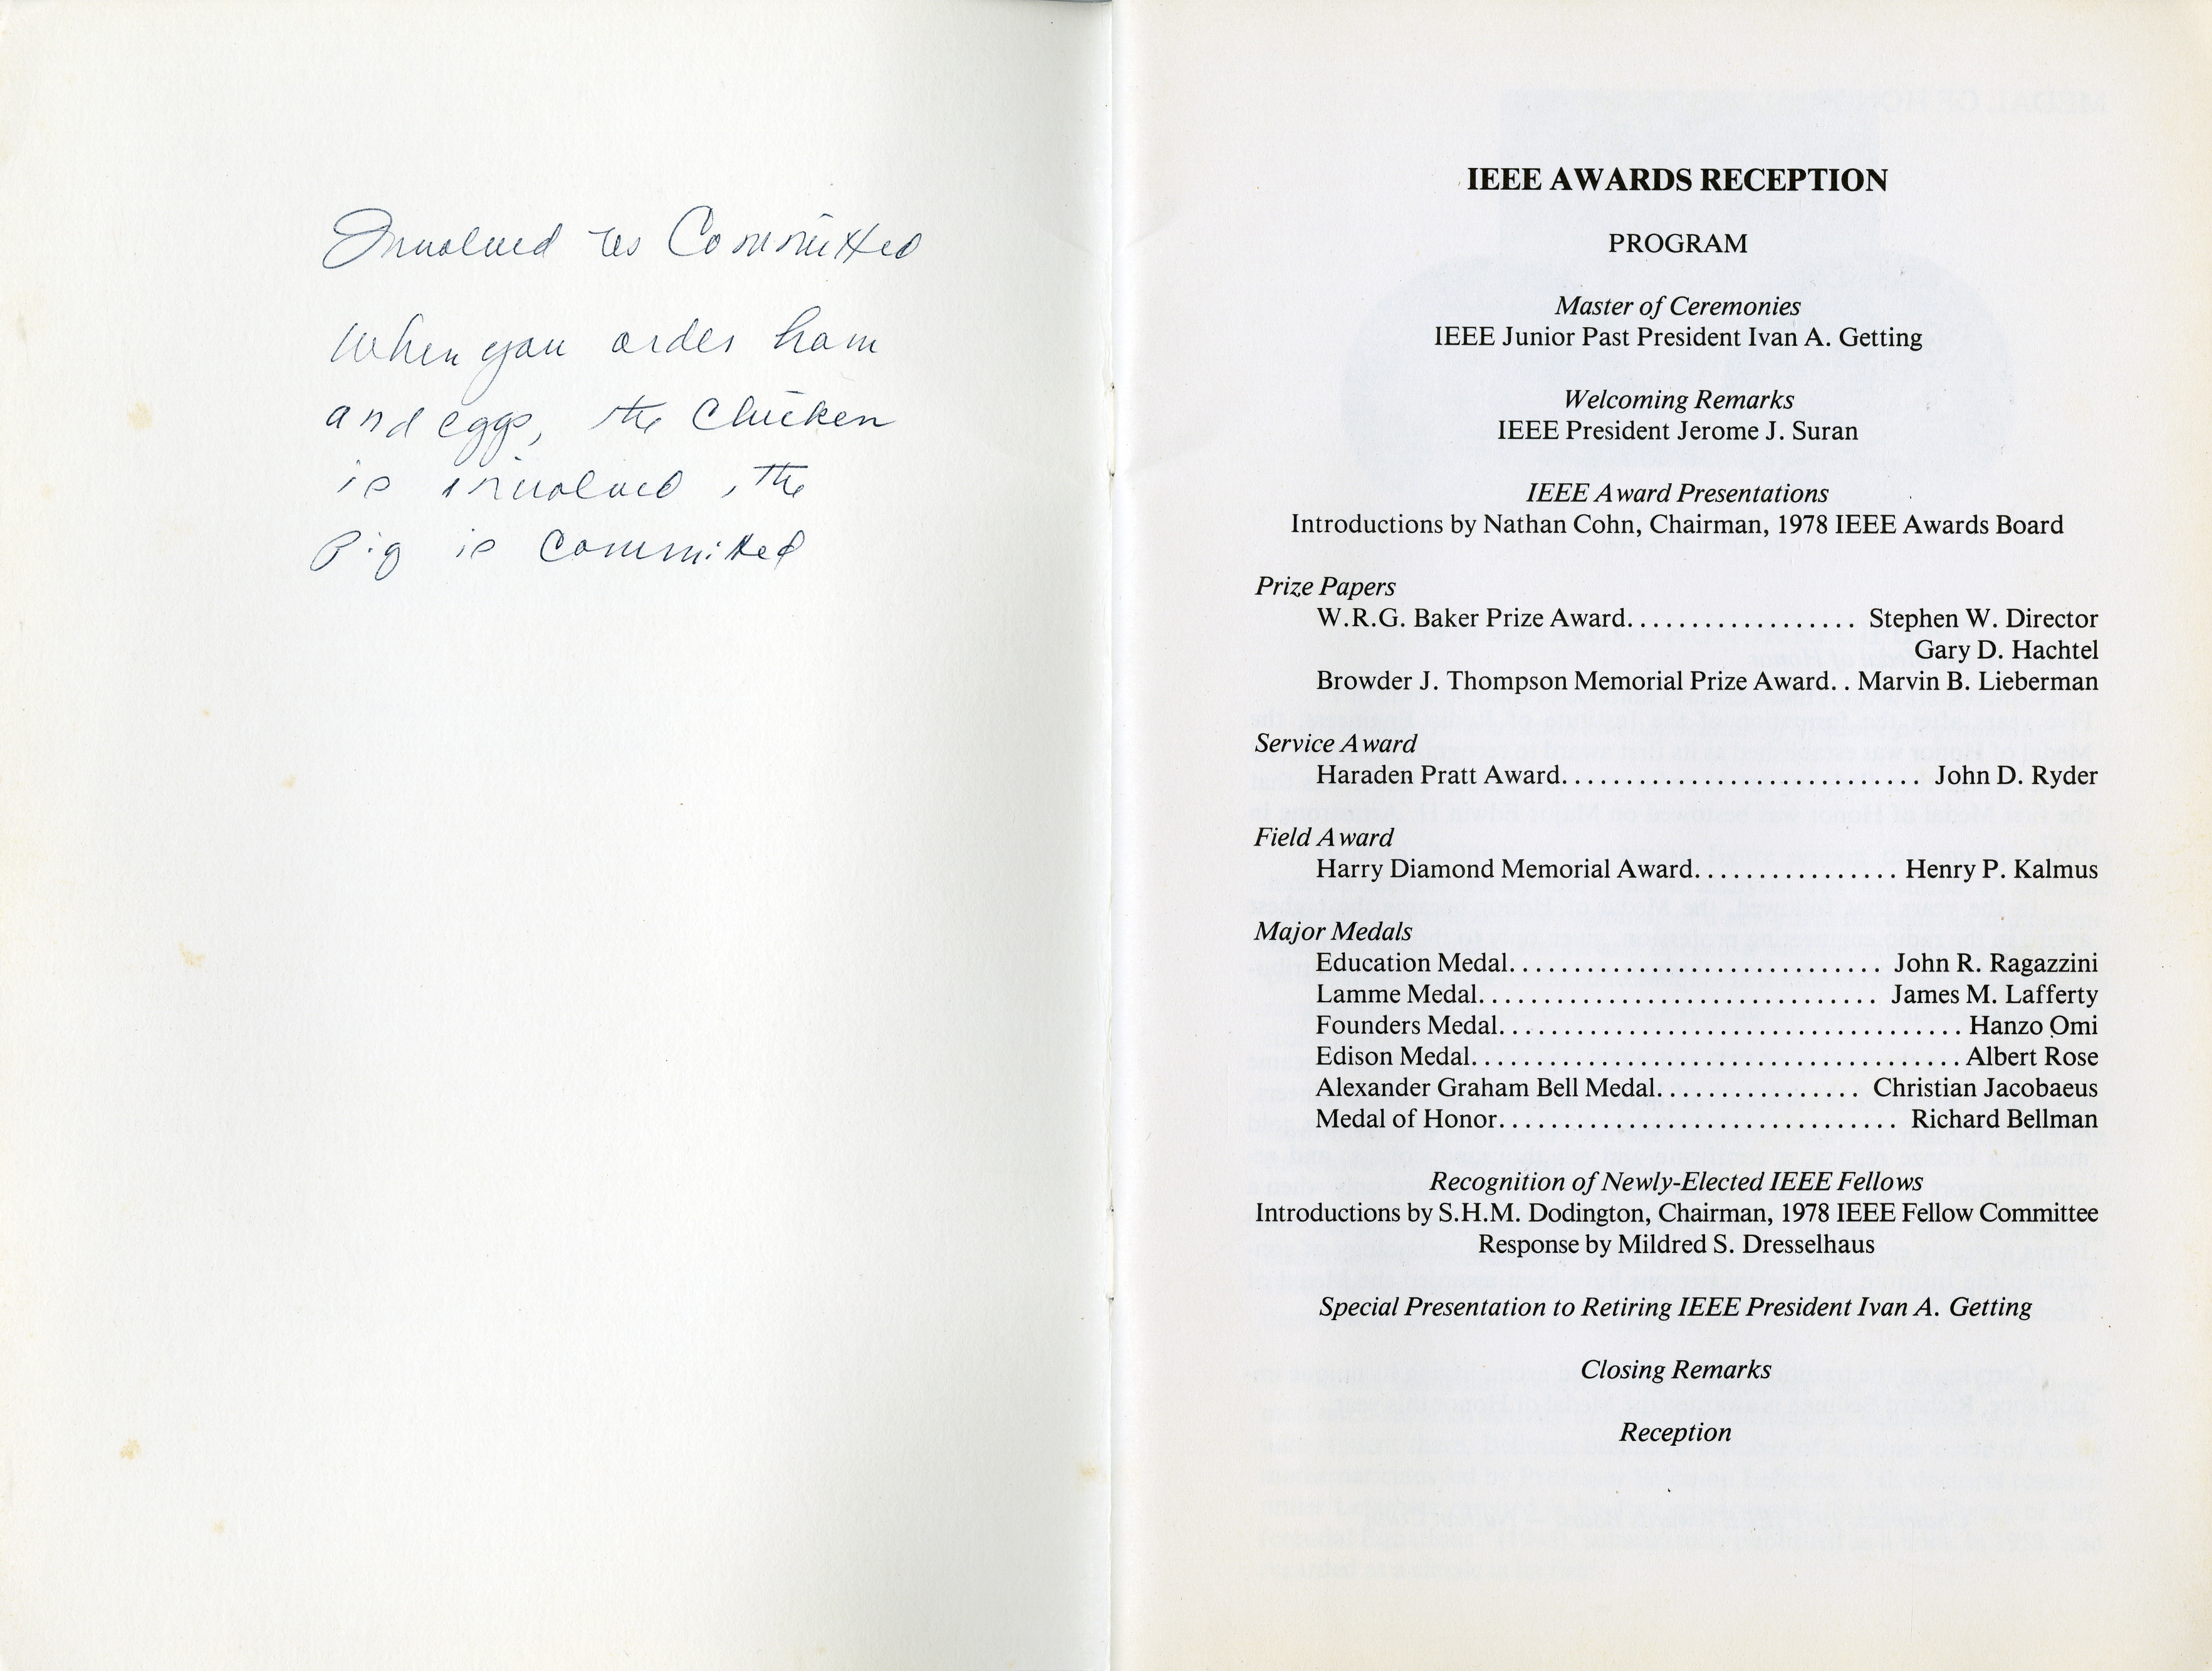 Involved vs Committed
When you order ham
and eggs, the Chicken
is involved, the
Pig is Committed
IEEE AWARDS RECEPTION
PROGRAM
Master of Ceremonies
IEEE Junior Past President Ivan A. Getting
Welcoming Remarks
IEEE President Jerome J. Suran
IEEE Award Presentations
Introductions by Nathan Cohn, Chairman, 1978 IEEE Awards Board
Prize Papers
W.R.G. Baker Prize Award................. Stephen W. Director
Gary D. Hachtel
Browder J. Thompson Memorial Prize Award.. Marvin B. Lieberman
Service Award
Haraden Pratt Award............................ John D. Ryder
Field Award
Harry Diamond Memorial Award................ Henry P. Kalmus
Major Medals
Education Medal............................. John R. Ragazzini
Lamme Medal............................... James M. Lafferty
Founders Medal.................................... Hanzo Omi
Edison Medal...................................... Albert Rose
Alexander Graham Bell Medal................ Christian Jacobaeus
Medal of Honor............................... Richard Bellman
Recognition of Newly-Elected IEEE Fellows
Introductions by S.H.M. Dodington, Chairman, 1978 IEEE Fellow Committee
Response by Mildred S. Dresselhaus
Special Presentation to Retiring IEEE President Ivan A. Getting
Closing Remarks
Reception